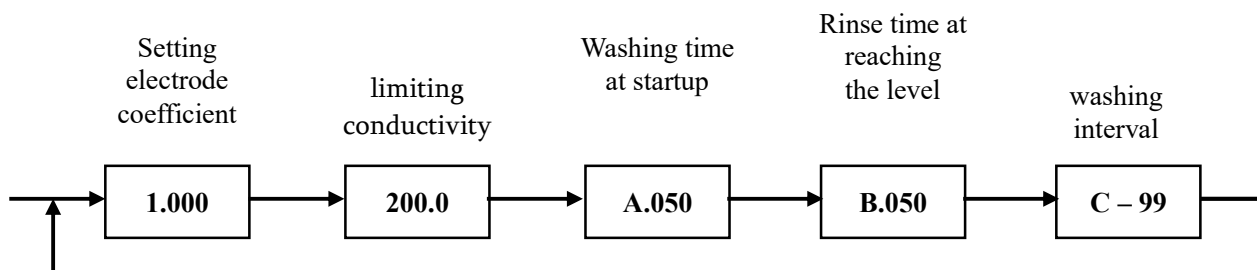 Setting
electrode
coefficient
limiting
conductivity
Washing time
at startup
Rinse time at
reaching
the level
washing
interval
1.000
200.0
A.050
B.050
C – 99